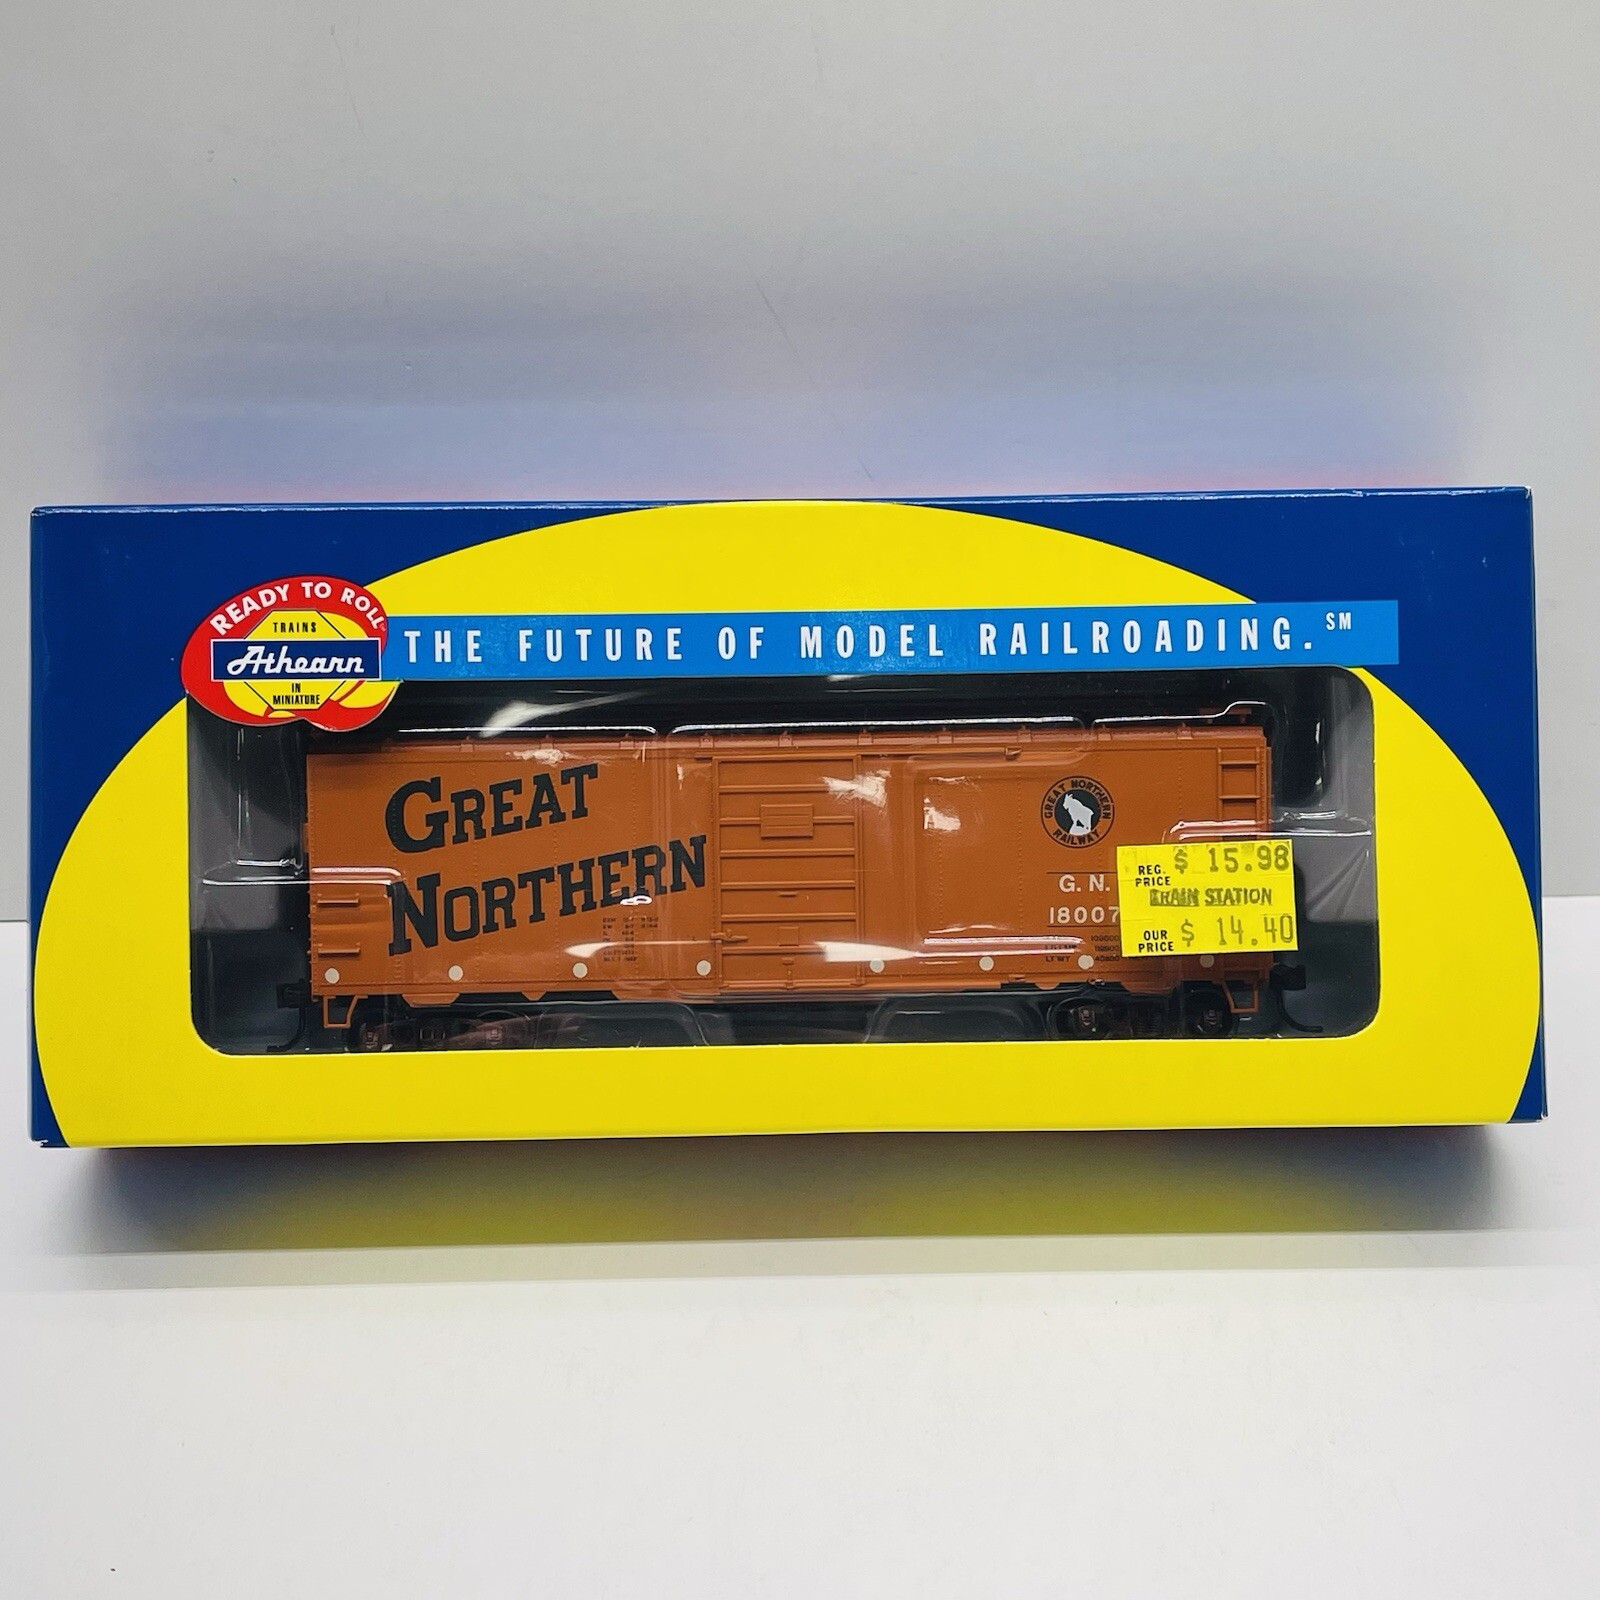 READY TO ROLL
TRAINS
Athearn
IN
MINIATURE
THE FUTURE OF MODEL RAILROADING.SM
GREAT
NORTHERN
GREAT NORTHERN
RAILWAY
G.N.
18007
REG. PRICE $ 15.98
TRAIN STATION
OUR PRICE $ 14.40